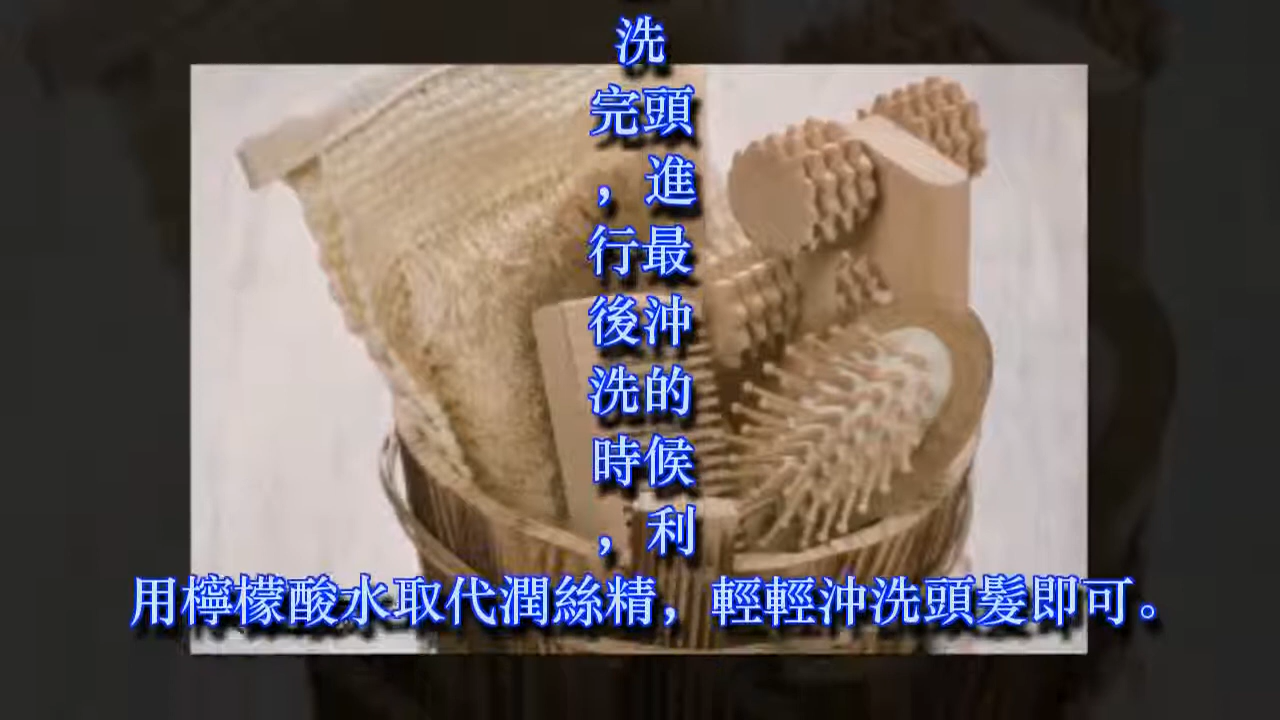 洗
完頭
，進
行最
後沖
洗的
時候
，利
用檸檬酸水取代潤絲精，輕輕沖洗頭髮即可。